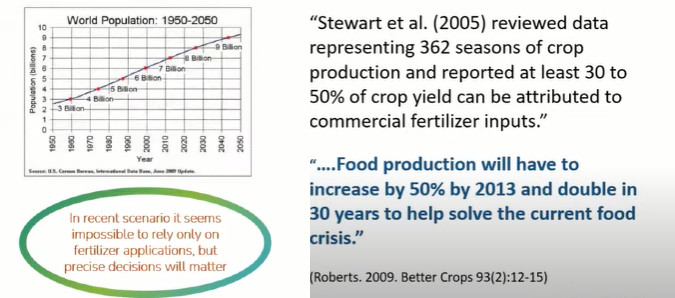 World Population: 1950-2050
Population (billions)
10
9
8
7
6
5
4
3
2
1
0
3 Billion
4 Billion
5 Billion
6 Billion
7 Billion
8 Billion
9 Billion
1950
1960
1970
1980
1990
2000
2010
2020
2030
2040
2050
Year
Source: U.S. Census Bureau, International Data Base, June 2009 Update.
In recent scenario it seems
impossible to rely only on
fertilizer applications, but
precise decisions will matter
“Stewart et al. (2005) reviewed data
representing 362 seasons of crop
production and reported at least 30 to
50% of crop yield can be attributed to
commercial fertilizer inputs.”
“....Food production will have to
increase by 50% by 2013 and double in
30 years to help solve the current food
crisis.”
(Roberts. 2009. Better Crops 93(2):12-15)